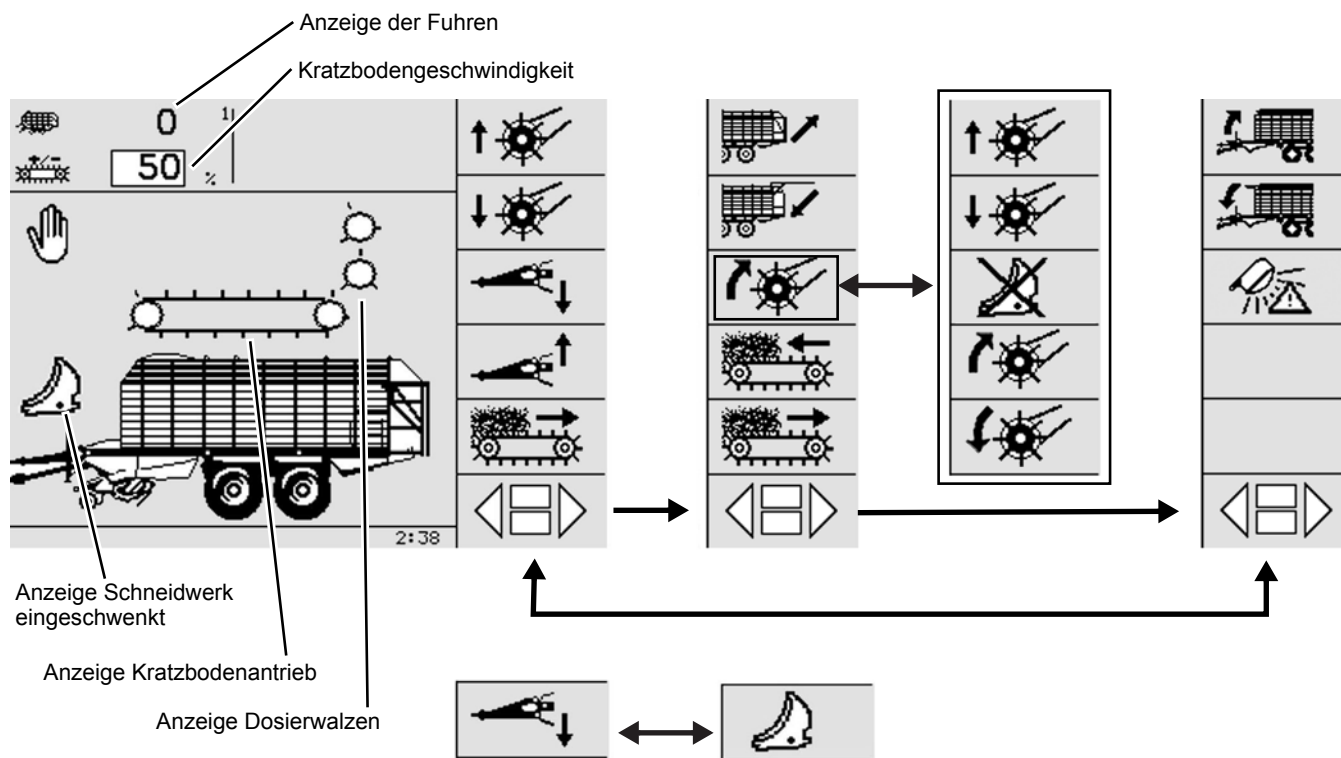 Anzeige der Fuhren
Kratzbodengeschwindigkeit
0
1
+/-
50 %
2:38
Anzeige Schneidwerk
eingeschwenkt
Anzeige Kratzbodenantrieb
Anzeige Dosierwalzen